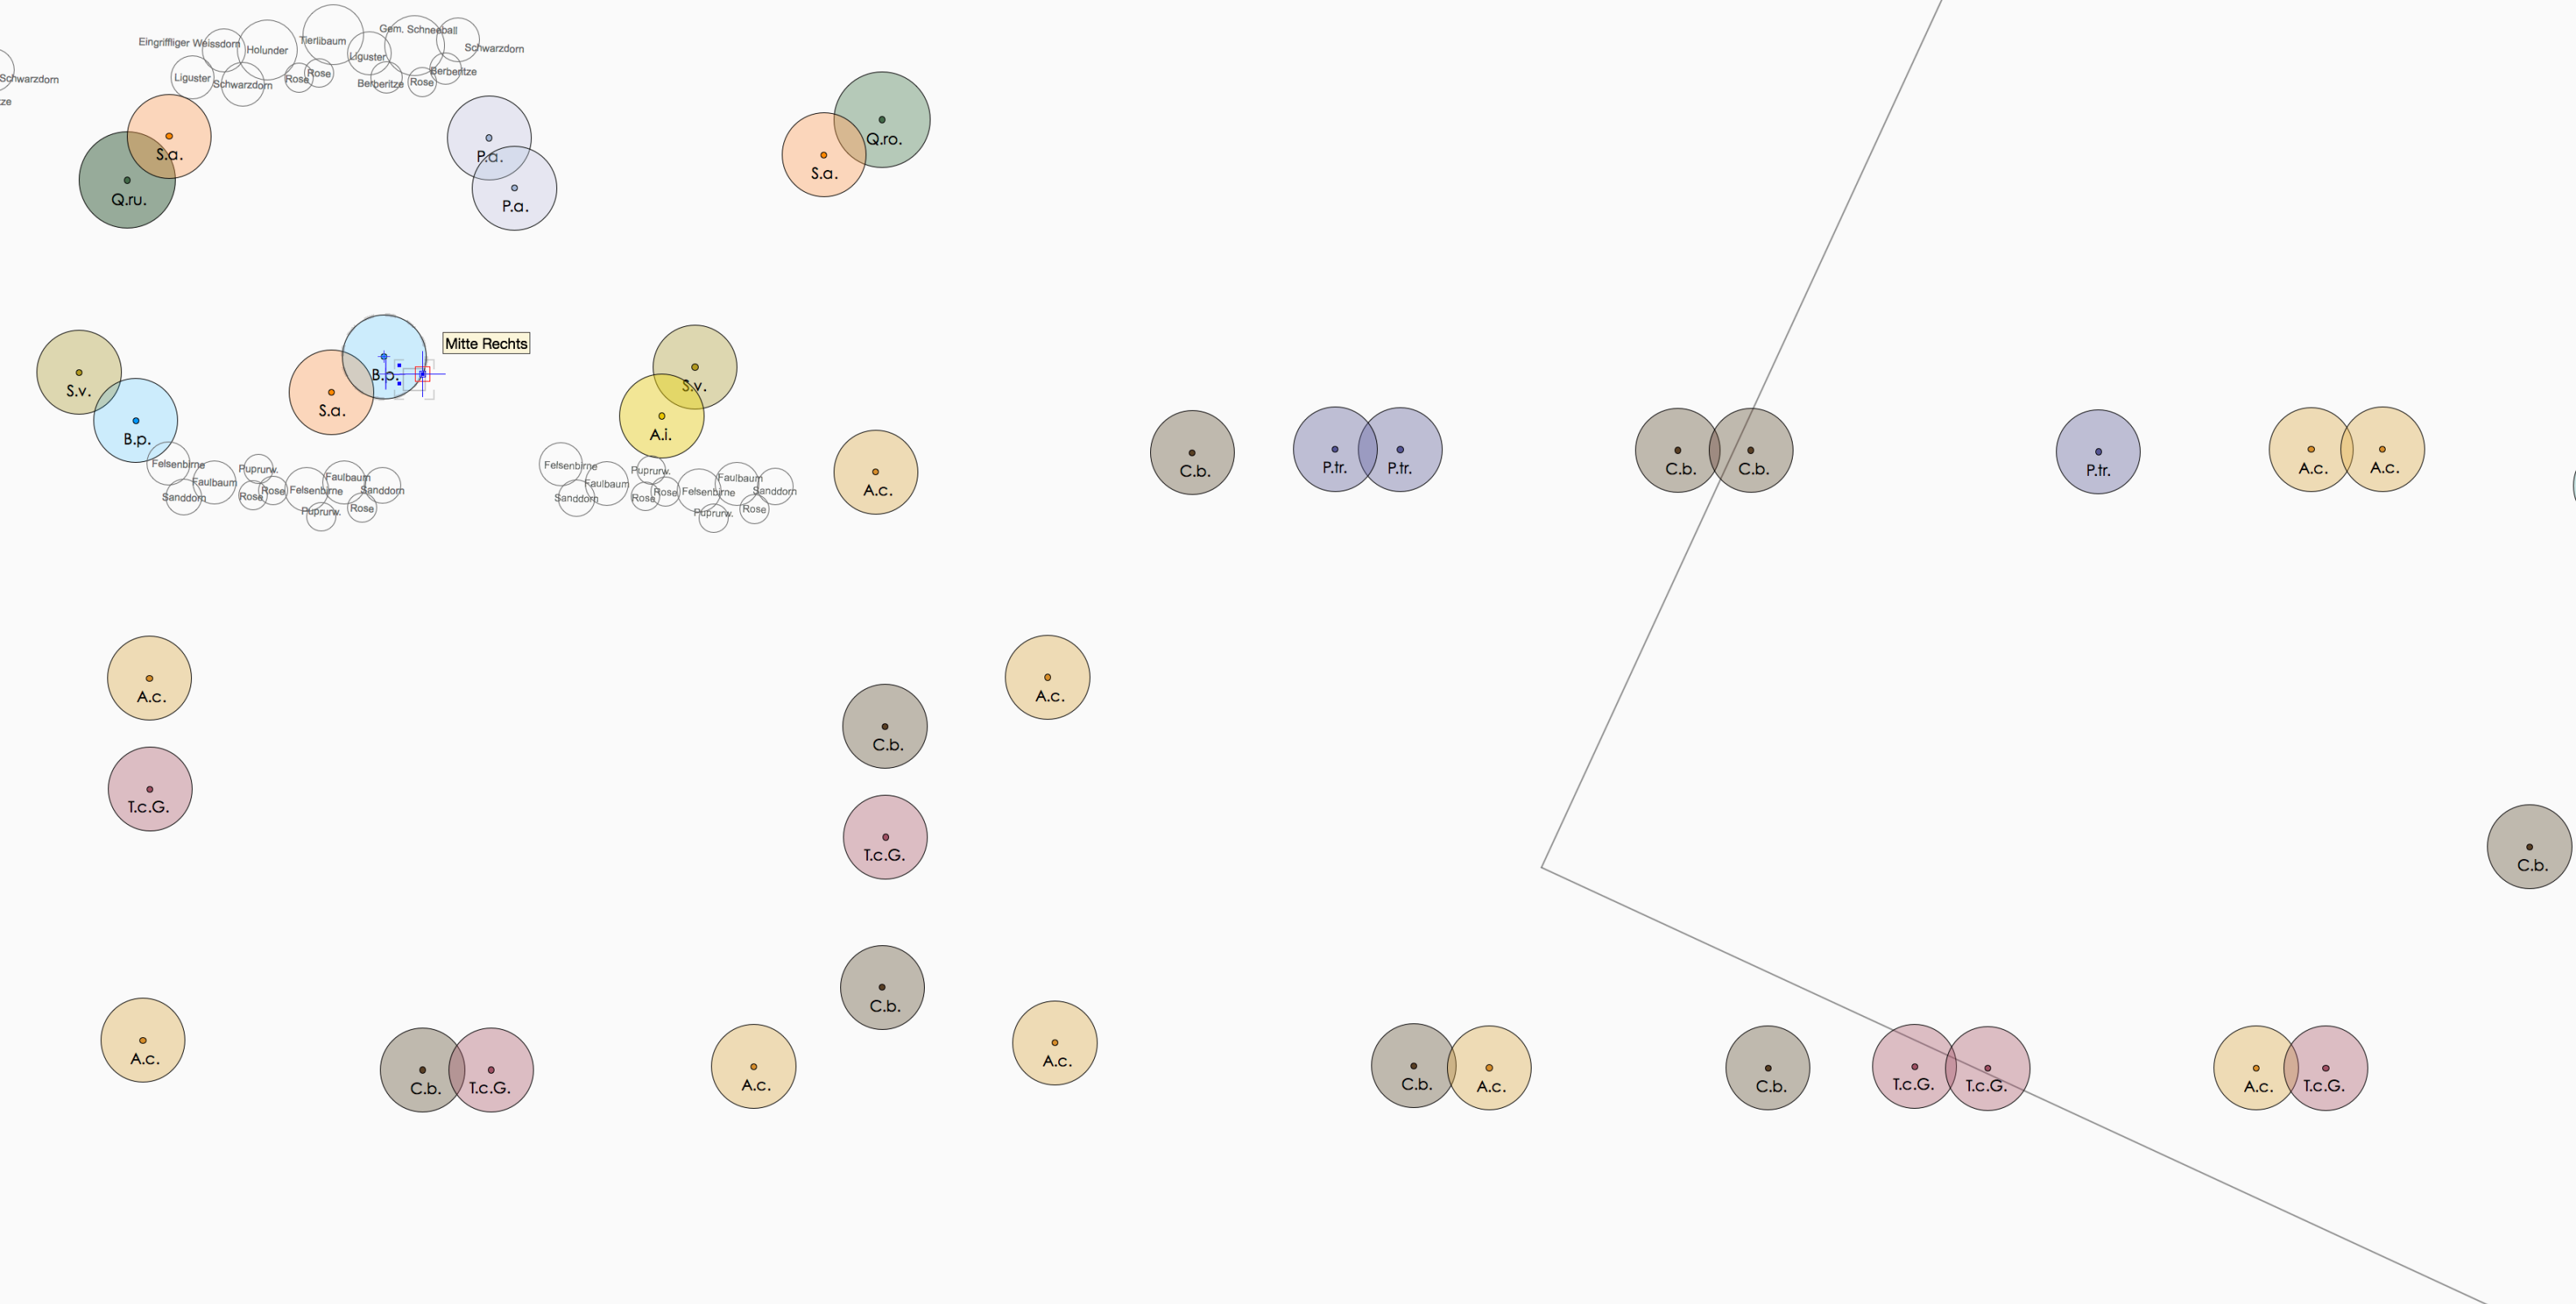 Eingriffliger Weissdorn
Holunder
Tierlibaum
Gem. Schneeball
Liguster
Schwarzdorn
Schwarzdorn
ze
Liguster
Schwarzdorn
Rose
Rose
Berberitze
Rose
Berberitze
S.a.
Q.ru.
P.a.
P.a.
S.a.
Q.ro.
Mitte Rechts
S.v.
B.p.
S.a.
B.p.
S.v.
A.i.
Felsenbirne
Faulbaum
Sanddorn
Puprurw.
Rose
Rose
Felsenbirne
Faulbaum
Sanddorn
Puprurw.
Rose
Felsenbirne
Faulbaum
Sanddorn
Puprurw.
Rose
Rose
Felsenbirne
Faulbaum
Sanddorn
Puprurw.
Rose
A.c.
C.b.
P.tr.
P.tr.
C.b.
C.b.
P.tr.
A.c.
A.c.
A.c.
A.c.
C.b.
T.c.G.
T.c.G.
C.b.
C.b.
A.c.
C.b.
T.c.G.
A.c.
A.c.
C.b.
A.c.
C.b.
T.c.G.
T.c.G.
A.c.
T.c.G.